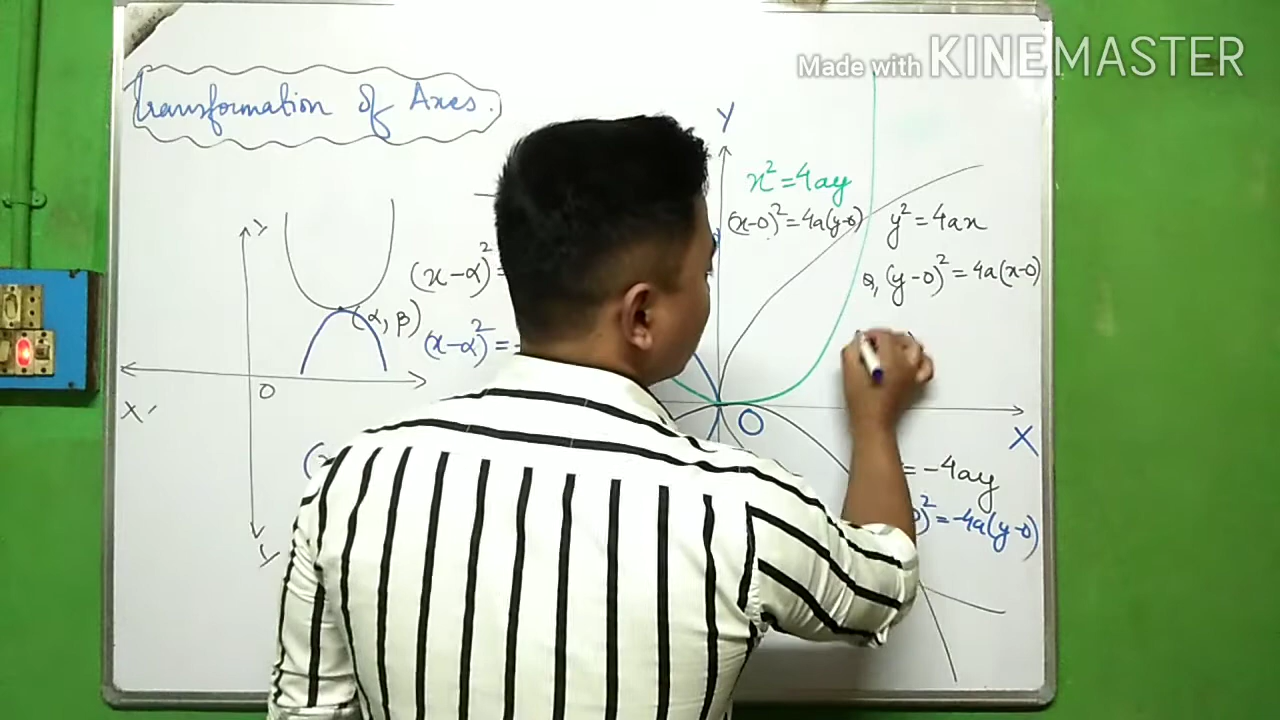 Made with KINEMASTER
Transformation of Axes.
Y
x² = 4ay
(x-0)² = 4a(y-0)
y² = 4ax
(y-0)² = 4a(x-0)
y
(x-α)² =
(α, β)
(x-α)² = -
O
X
O
X
= -4ay
)² = -4a(y-0)
(x
y